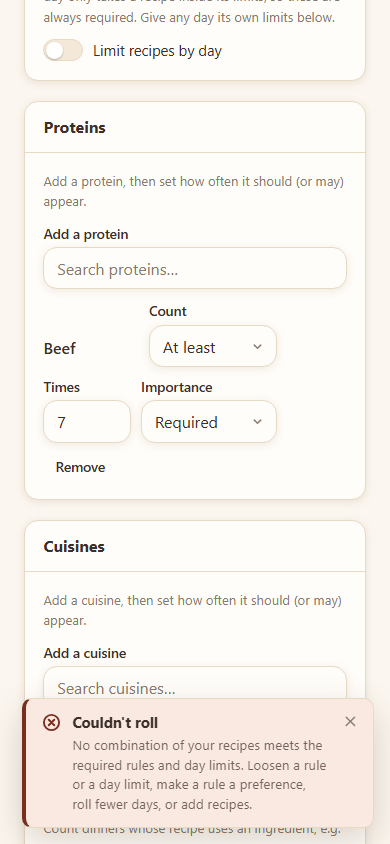 day only takes a recipe inside its limits, so these are
always required. Give any day its own limits below.
Limit recipes by day
Proteins
Add a protein, then set how often it should (or may)
appear.
Add a protein
Search proteins...
Count
Beef
At least
Times
Importance
7
Required
Remove
Cuisines
Add a cuisine, then set how often it should (or may)
appear.
Add a cuisine
Search cuisines...
Couldn't roll
No combination of your recipes meets the
required rules and day limits. Loosen a rule
or a day limit, make a rule a preference,
roll fewer days, or add recipes.
Count dinners whose recipe uses an ingredient, e.g.